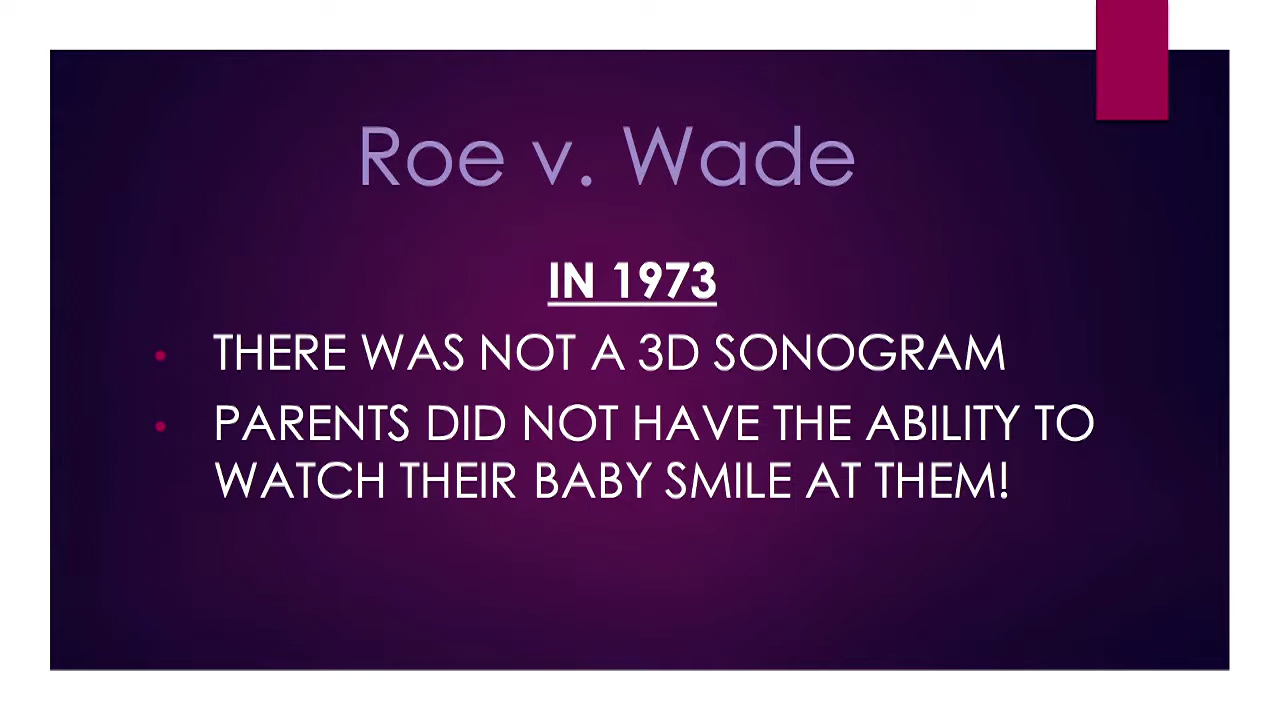 Roe v. Wade
IN 1973
• THERE WAS NOT A 3D SONOGRAM
• PARENTS DID NOT HAVE THE ABILITY TO
WATCH THEIR BABY SMILE AT THEM!